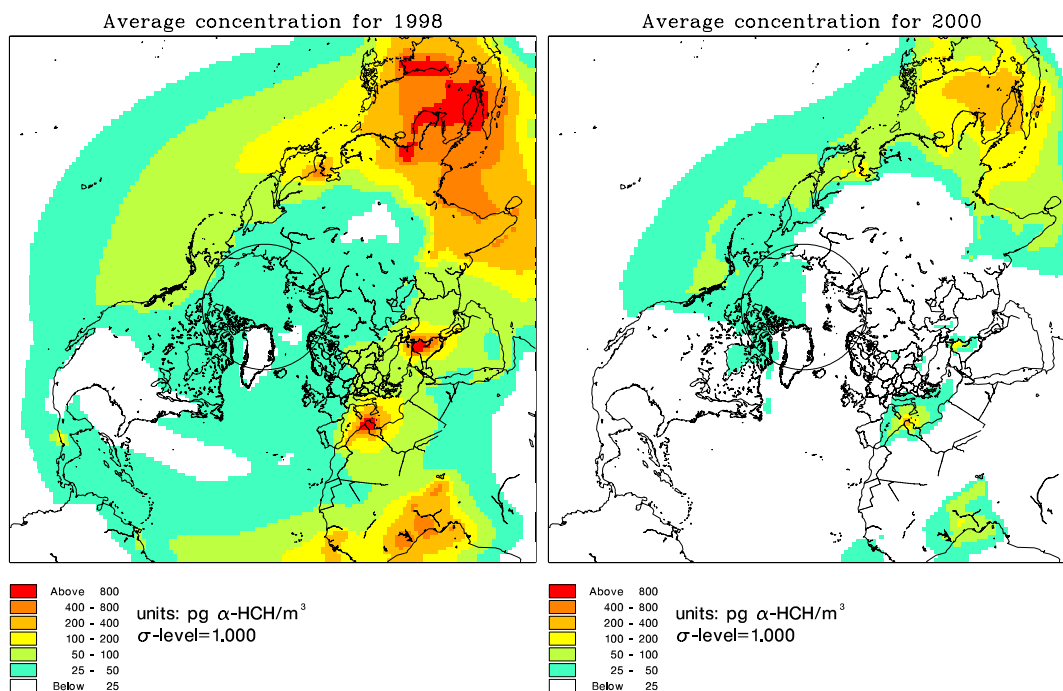 Average concentration for 1998
Above 800
400 - 800
200 - 400
100 - 200
50 - 100
25 - 50
Below 25
units: pg α-HCH/m³
σ-level=1.000
Average concentration for 2000
Above 800
400 - 800
200 - 400
100 - 200
50 - 100
25 - 50
Below 25
units: pg α-HCH/m³
σ-level=1.000